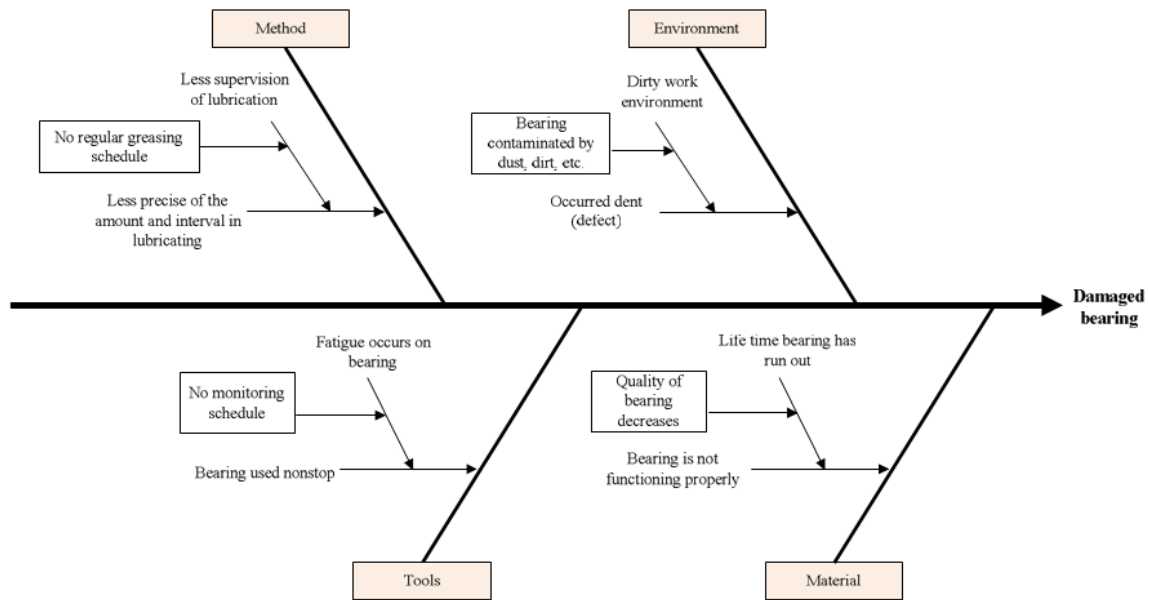 Method
Environment
Less supervision
of lubrication
Dirty work
environment
No regular greasing
schedule
Bearing
contaminated by
dust, dirt, etc.
Less precise of the
amount and interval in
lubricating
Occurred dent
(defect)
Damaged
bearing
Fatigue occurs on
bearing
Life time bearing has
run out
No monitoring
schedule
Quality of
bearing
decreases
Bearing used nonstop
Bearing is not
functioning properly
Tools
Material